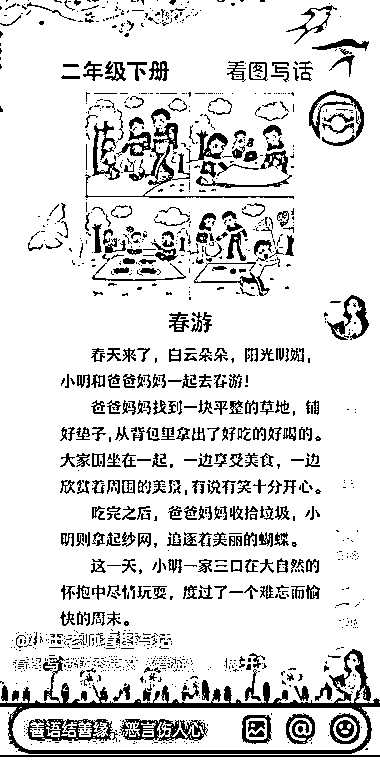 二年级下册 看图写话
春游
春天来了，白云朵朵，阳光明媚，
小明和爸爸妈妈一起去春游！
爸爸妈妈找到一块平整的草地，铺
好垫子，从背包里拿出了好吃的好喝的。
大家围坐在一起，一边享受美食，一边
欣赏着周围的美景，有说有笑十分开心。
吃完之后，爸爸妈妈收拾垃圾，小
明则拿起纱网，追逐着美丽的蝴蝶。
这一天，小明一家三口在大自然的
怀抱中尽情玩耍，度过了一个难忘而愉
快的周末。
老师看图写话
善语结善缘，恶言伤人心